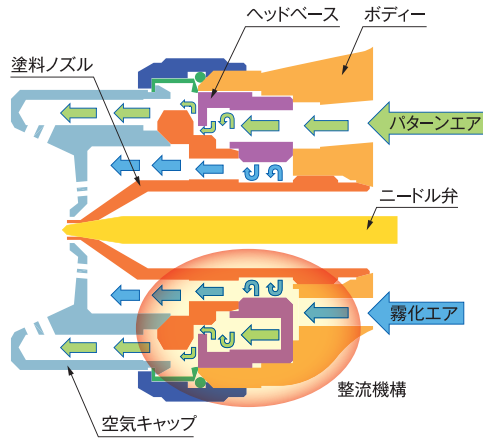 ヘッドベース
ボディー
塗料ノズル
パターンエア
ニードル弁
霧化エア
整流機構
空気キャップ